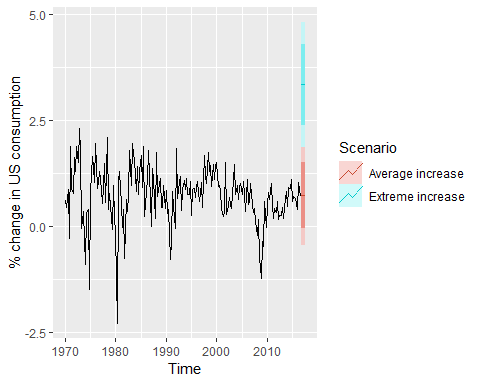 5.0
2.5
0.0
-2.5
% change in US consumption
1970
1980
1990
2000
2010
Time
Scenario
Average increase
Extreme increase